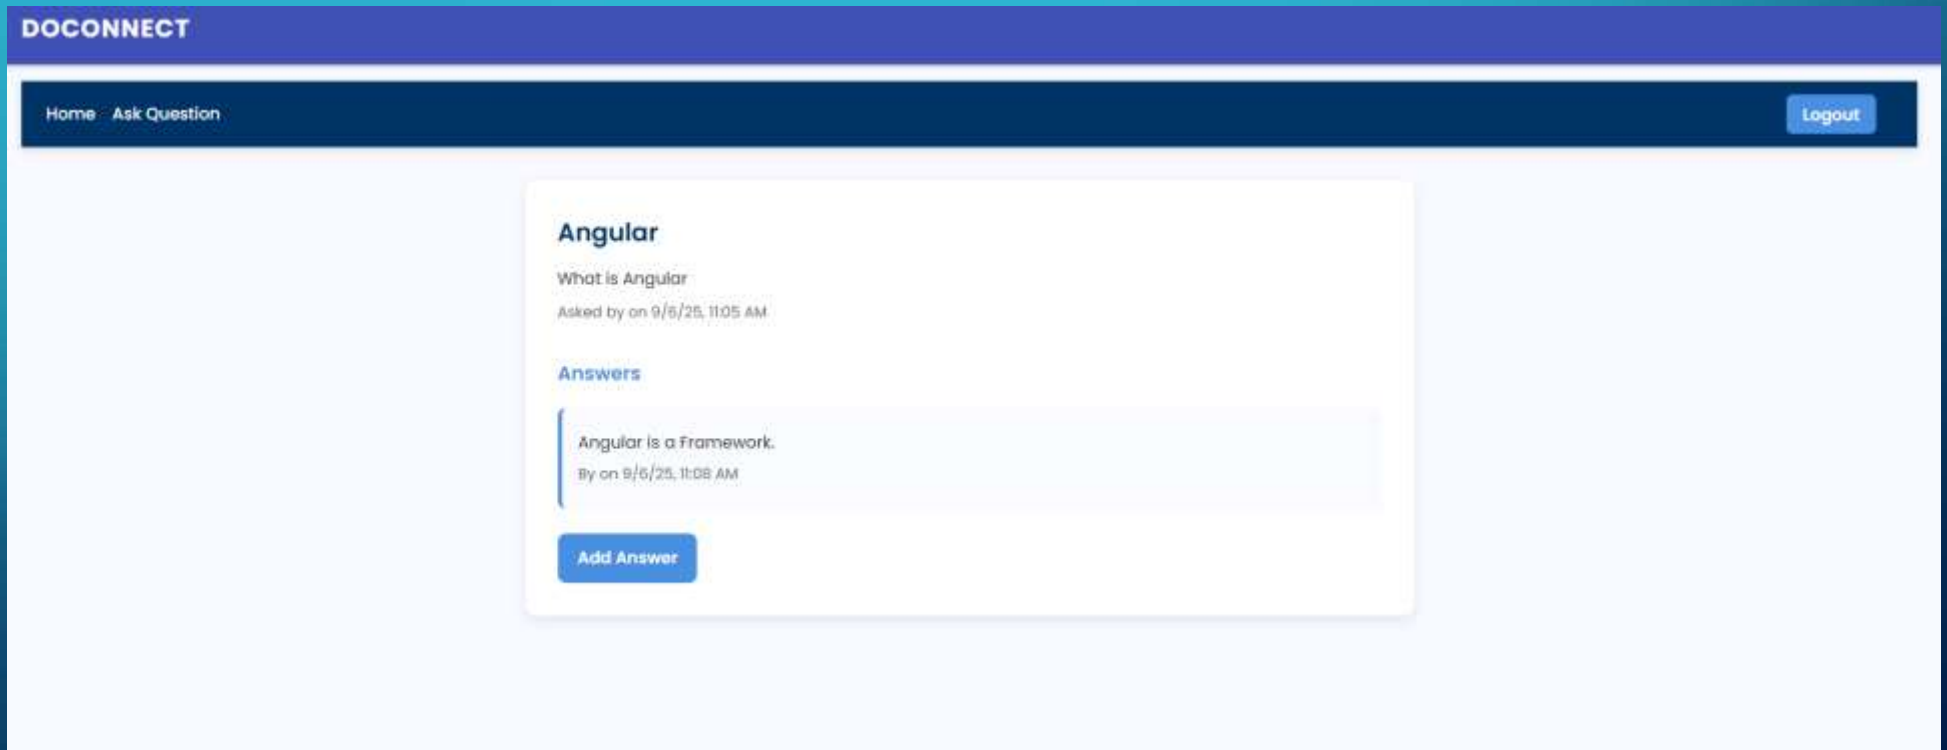 DOCONNECT
Home Ask Question Logout
Angular
What is Angular
Asked by on 9/6/25, 11:05 AM
Answers
Angular is a Framework.
By on 9/6/25, 11:08 AM
Add Answer